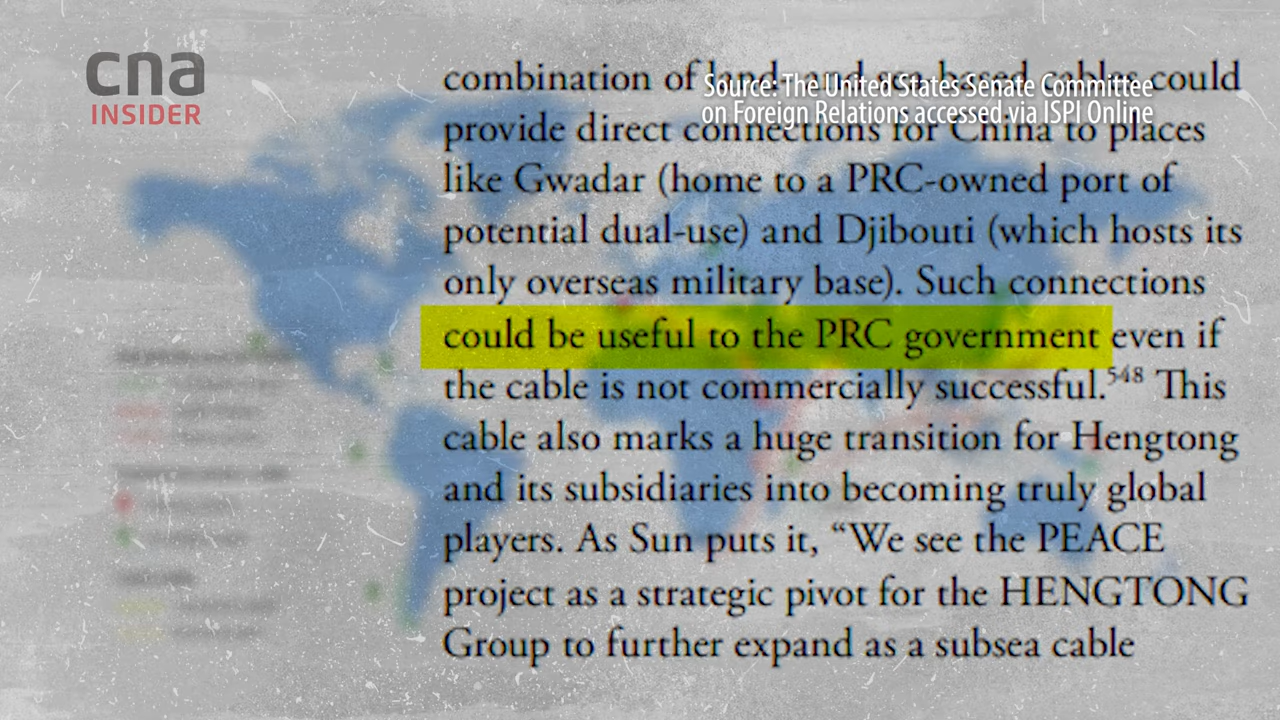 cna
INSIDER
Source: The United States Senate Committee
on Foreign Relations accessed via ISPI Online
combination of land- and sea-based cables could
provide direct connections for China to places
like Gwadar (home to a PRC-owned port of
potential dual-use) and Djibouti (which hosts its
only overseas military base). Such connections
could be useful to the PRC government even if
the cable is not commercially successful.548 This
cable also marks a huge transition for Hengtong
and its subsidiaries into becoming truly global
players. As Sun puts it, “We see the PEACE
project as a strategic pivot for the HENGTONG
Group to further expand as a subsea cable